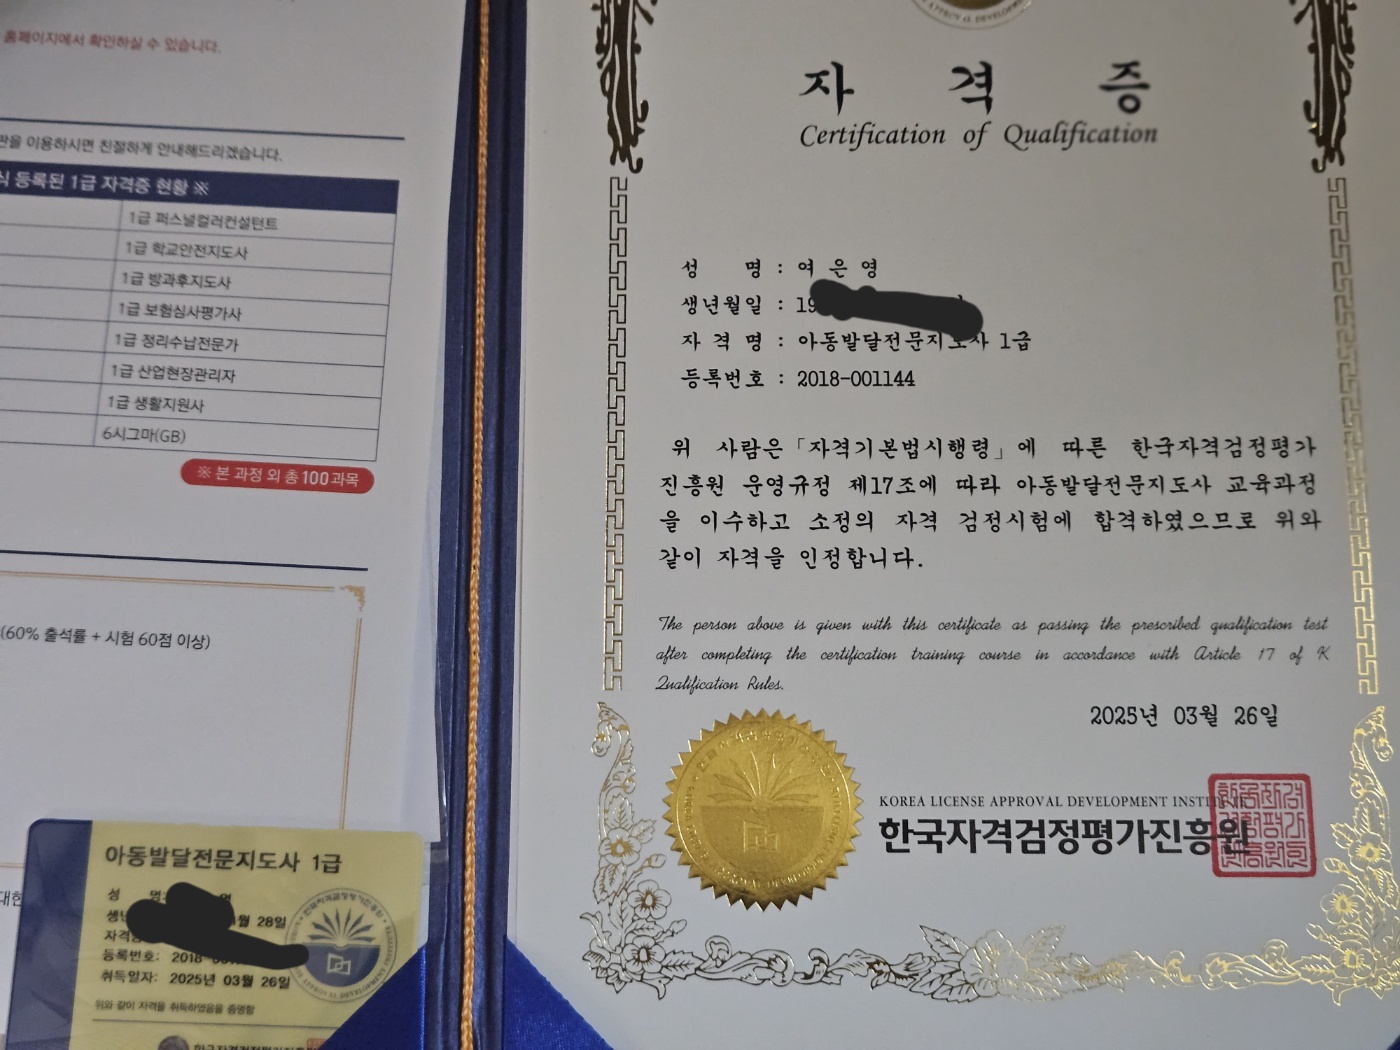 홈페이지에서 확인하실 수 있습니다.
이용하시면 친절하게 안내해드리겠습니다.
등록된 1급 자격증 현황 ※
1급 퍼스널컬러컨설턴트
1급 학교안전지도사
1급 방과후지도사
1급 보험심사평가사
1급 정리수납전문가
1급 산업현장관리자
1급 생활지원사
6시그마(GB)
※ 본 과정 외 총 100과목
(60% 출석률 + 시험 60점 이상)
아동발달전문지도사 1급
성
28일
등록번호: 2018-
취득일자: 2025년 03월 26일
위와 같이 자격을 취득하였음을 증명함
자 격 증
Certification of Qualification
성 명 : 여 은 영
생년월일 : 19
자 격 명 : 아동발달전문지도사 1급
등록번호 : 2018-001144
위 사람은「자격기본법시행령」에 따른 한국자격검정평가
진흥원 운영규정 제17조에 따라 아동발달전문지도사 교육과정
을 이수하고 소정의 자격 검정시험에 합격하였으므로 위와
같이 자격을 인정합니다.
The person above is given with this certificate as passing the prescribed qualification test
after completing the certification training course in accordance with Article 17 of K
Qualification Rules.
2025년 03월 26일
KOREA LICENSE APPROVAL DEVELOPMENT INSTITUTE
한국자격검정평가진흥원